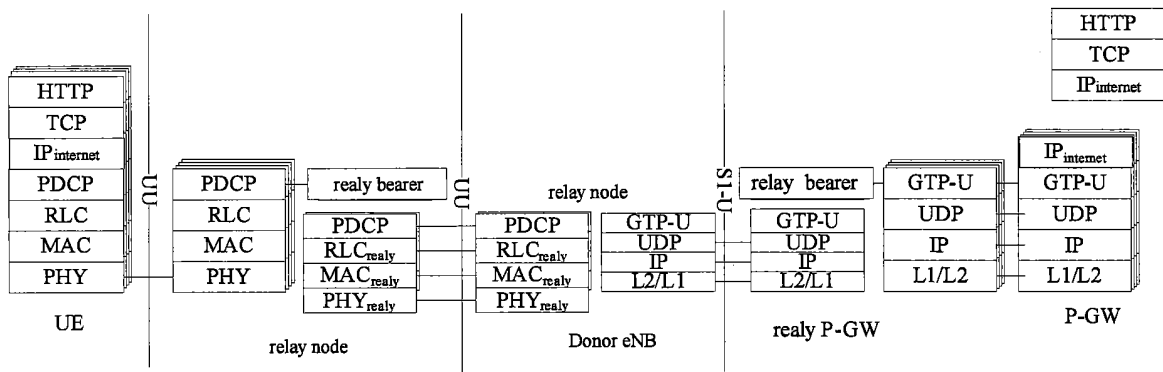 HTTP
TCP
IPinternet
HTTP
TCP
IPinternet
PDCP
RLC
MAC
PHY
UE
UU
PDCP
RLC
MAC
PHY
realy bearer
PDCP
RLCrealy
MACrealy
PHYrealy
relay node
UU
relay node
PDCP
RLCrealy
MACrealy
PHYrealy
GTP-U
UDP
IP
L2/L1
Donor eNB
S1-U
relay bearer
GTP-U
UDP
IP
L2/L1
realy P-GW
GTP-U
UDP
IP
L1/L2
IPinternet
GTP-U
UDP
IP
L1/L2
P-GW